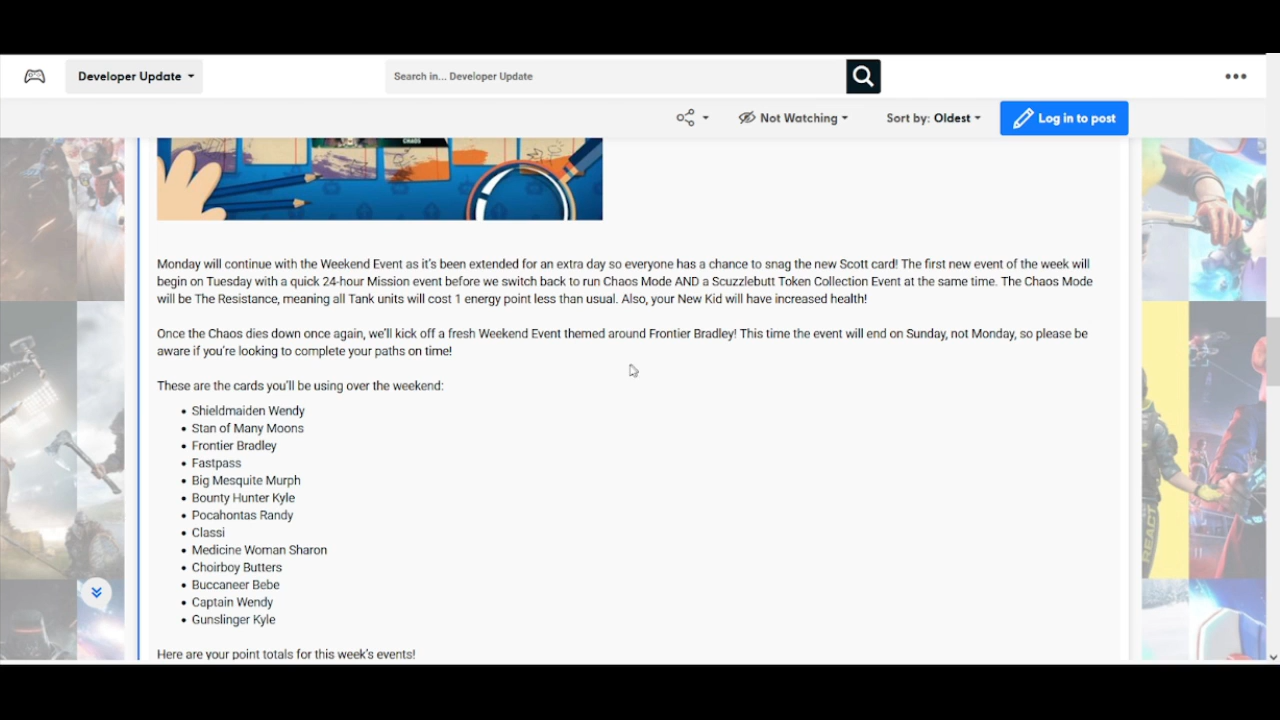 Developer Update
Search in... Developer Update
Not Watching
Sort by: Oldest
Log in to post
CHAOS
Monday will continue with the Weekend Event as it's been extended for an extra day so everyone has a chance to snag the new Scott card! The first new event of the week will
begin on Tuesday with a quick 24-hour Mission event before we switch back to run Chaos Mode AND a Scuzzlebutt Token Collection Event at the same time. The Chaos Mode
will be The Resistance, meaning all Tank units will cost 1 energy point less than usual. Also, your New Kid will have increased health!
Once the Chaos dies down once again, we'll kick off a fresh Weekend Event themed around Frontier Bradley! This time the event will end on Sunday, not Monday, so please be
aware if you're looking to complete your paths on time!
These are the cards you'll be using over the weekend:
Shieldmaiden Wendy
Stan of Many Moons
Frontier Bradley
Fastpass
Big Mesquite Murph
Bounty Hunter Kyle
Pocahontas Randy
Classi
Medicine Woman Sharon
Choirboy Butters
Buccaneer Bebe
Captain Wendy
Gunslinger Kyle
Here are your point totals for this week's events!
REACT